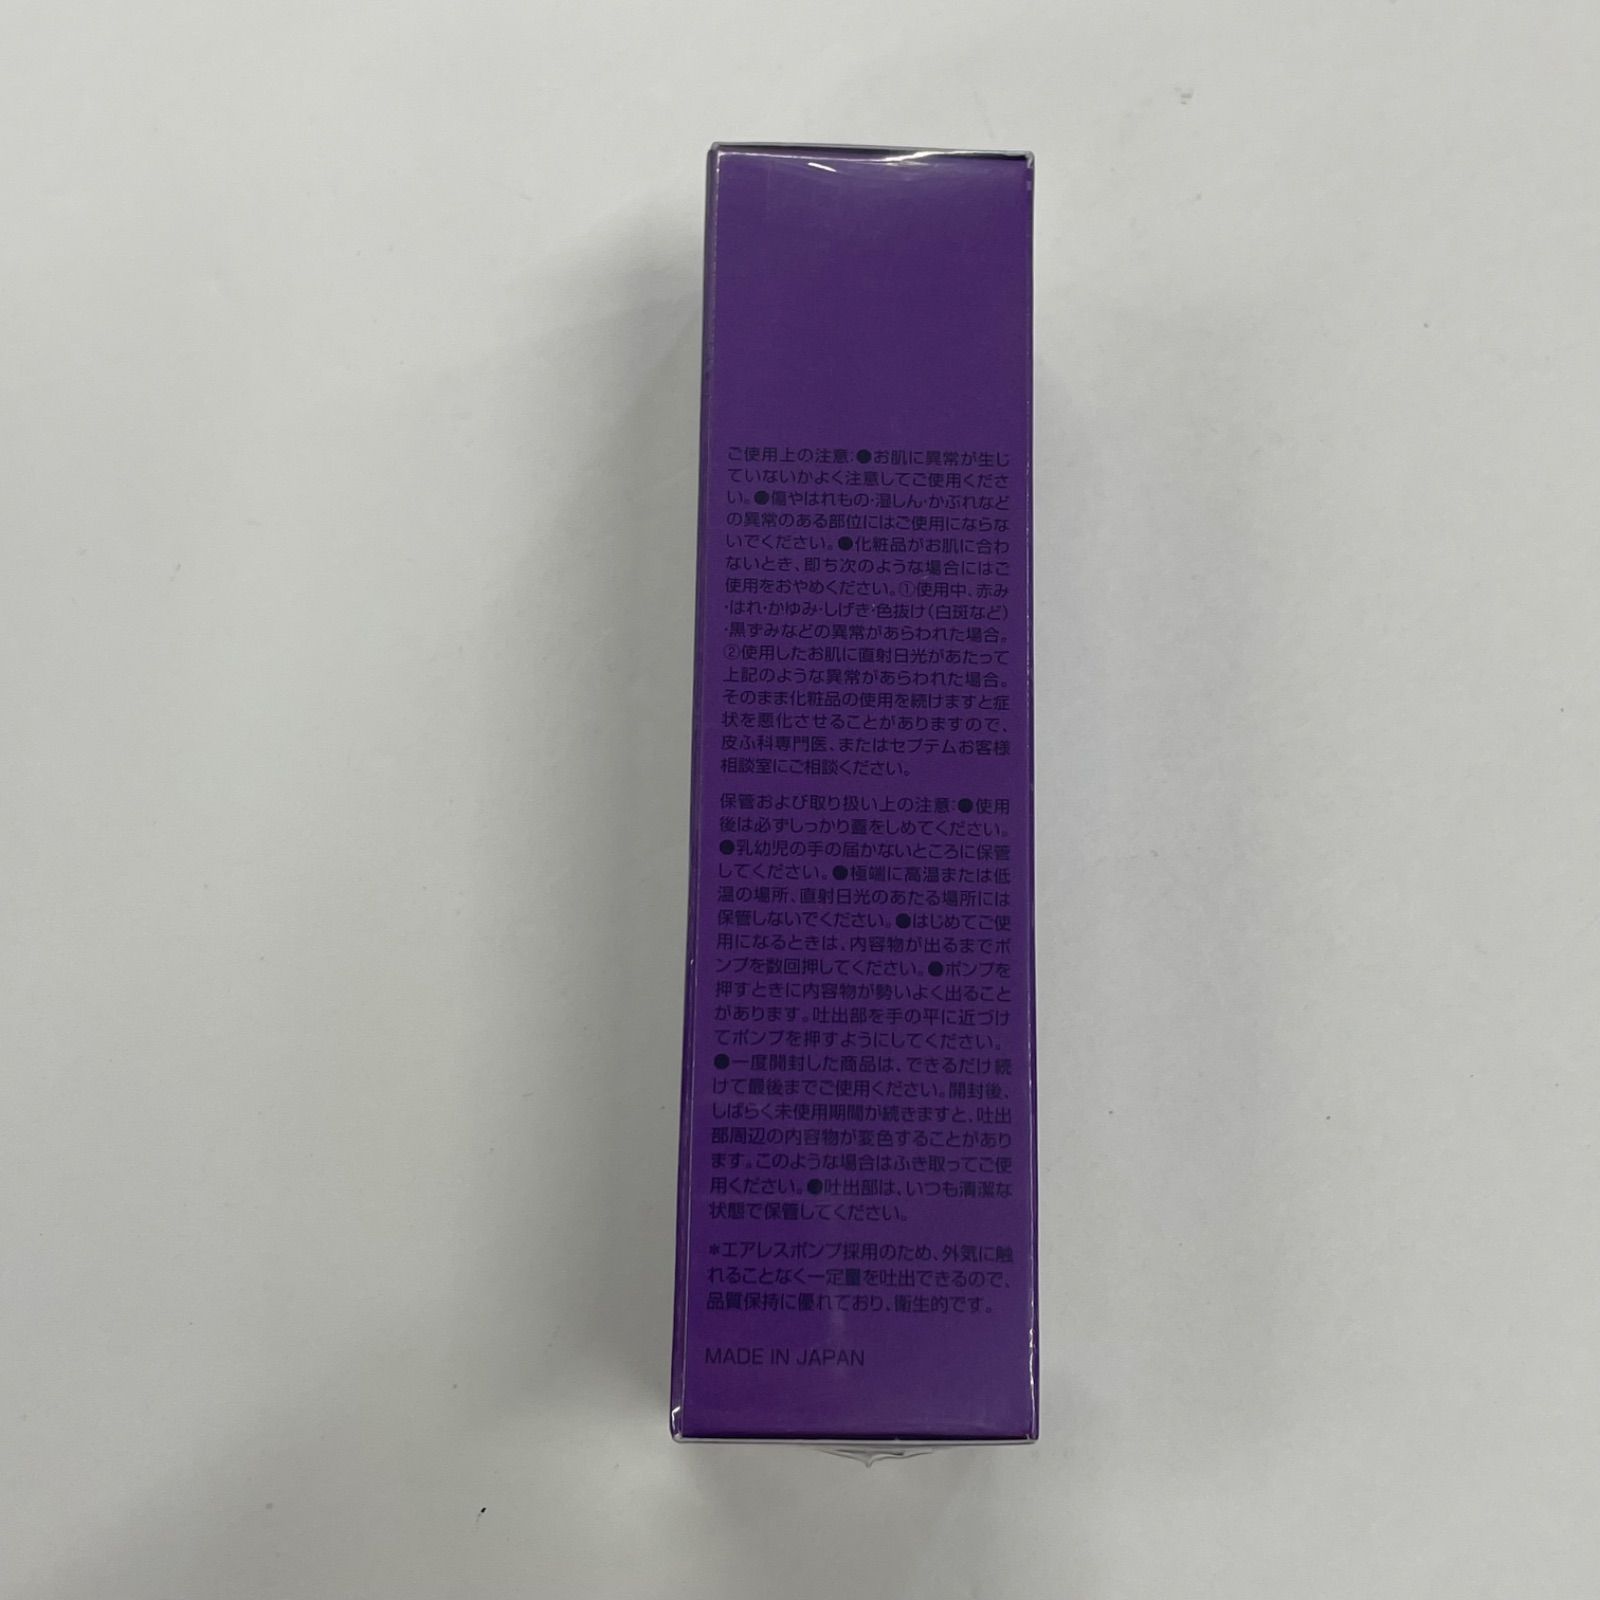 ご使用上の注意:●お肌に異常が生じ
ていないかよく注意してご使用くださ
い。●傷やはれもの・湿しん・かぶれなど
の異常のある部位にはご使用にならな
いでください。●化粧品がお肌に合わ
ないとき、即ち次のような場合にはご
使用をおやめください。①使用中、赤み
・はれ・かゆみ・しげき・色抜け(白斑など)
・黒ずみなどの異常があらわれた場合。
②使用したお肌に直射日光があたって
上記のような異常があらわれた場合。
そのまま化粧品の使用を続けますと症
状を悪化させることがありますので、
皮ふ科専門医、またはセプテムお客様
相談室にご相談ください。
保管および取り扱い上の注意:●使用
後は必ずしっかり蓋をしめてください。
●乳幼児の手の届かないところに保管
してください。●極端に高温または低
温の場所、直射日光のあたる場所には
保管しないでください。●はじめてご使
用になるときは、内容物が出るまでポ
ンプを数回押してください。●ポンプを
押すときに内容物が勢いよく出ること
があります。吐出部を手の平に近づけ
てポンプを押すようにしてください。
●一度開封した商品は、できるだけ続
けて最後までご使用ください。開封後、
しばらく未使用期間が続きますと、吐出
部周辺の内容物が変色することがあり
ます。このような場合はふき取ってご使
用ください。●吐出部は、いつも清潔な
状態で保管してください。
*エアレスポンプ採用のため、外気に触
れることなく一定量を吐出できるので、
品質保持に優れており、衛生的です。
MADE IN JAPAN